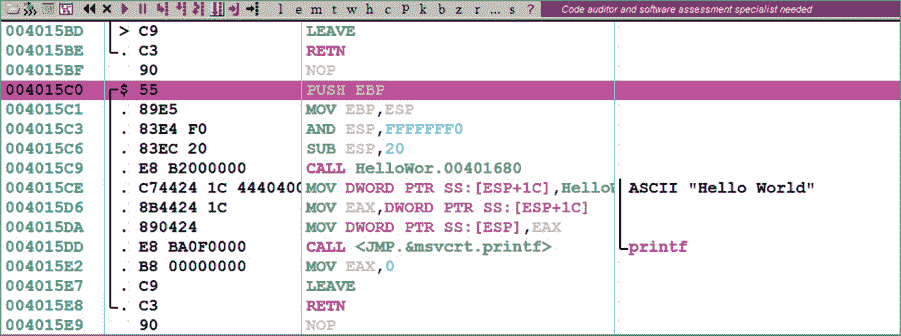 l e m t w h c p k b z r ... s ? Code auditor and software assessment specialist needed
004015BD > C9 LEAVE
004015BE . C3 RETN
004015BF 90 NOP
004015C0 $ 55 PUSH EBP
004015C1 . 89E5 MOV EBP,ESP
004015C3 . 83E4 F0 AND ESP,FFFFFFF0
004015C6 . 83EC 20 SUB ESP,20
004015C9 . E8 B2000000 CALL HelloWor.00401680
004015CE . C74424 1C 4440400 MOV DWORD PTR SS:[ESP+1C],HelloW ASCII "Hello World"
004015D6 . 8B4424 1C MOV EAX,DWORD PTR SS:[ESP+1C]
004015DA . 890424 MOV DWORD PTR SS:[ESP],EAX
004015DD . E8 BA0F0000 CALL <JMP.&msvcrt.printf> printf
004015E2 . B8 00000000 MOV EAX,0
004015E7 . C9 LEAVE
004015E8 . C3 RETN
004015E9 90 NOP